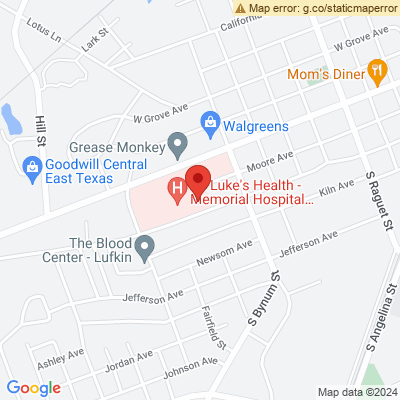 Map error: g.co/staticmaperror
California
Lotus Ln
Lark St
W Grove Ave
Mom's Diner
W Grove Ave
Walgreens
Hill St
Grease Monkey
Moore Ave
Goodwill Central
East Texas
S Raguet St
H
Luke's Health -
Memorial Hospital...
Kiln Ave
The Blood
Center - Lufkin
Jefferson Ave
Newsom Ave
S Bynum St
Jefferson Ave
Fairfield St
S Angelina St
Ashley Ave
Jordan Ave
Johnson Ave
Google
Map data ©2024